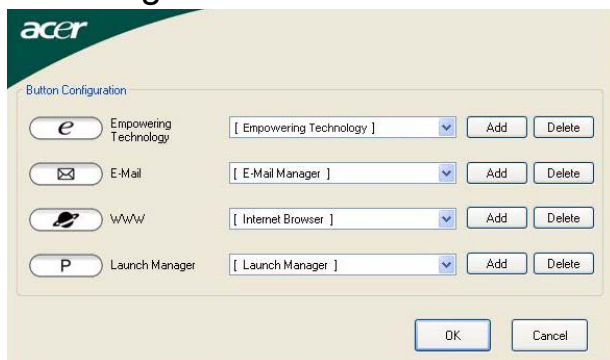 acer
Button Configuration
e Empowering Technology [ Empowering Technology ] Add Delete
E-Mail [ E-Mail Manager ] Add Delete
WWW [ Internet Browser ] Add Delete
P Launch Manager [ Launch Manager ] Add Delete
OK Cancel